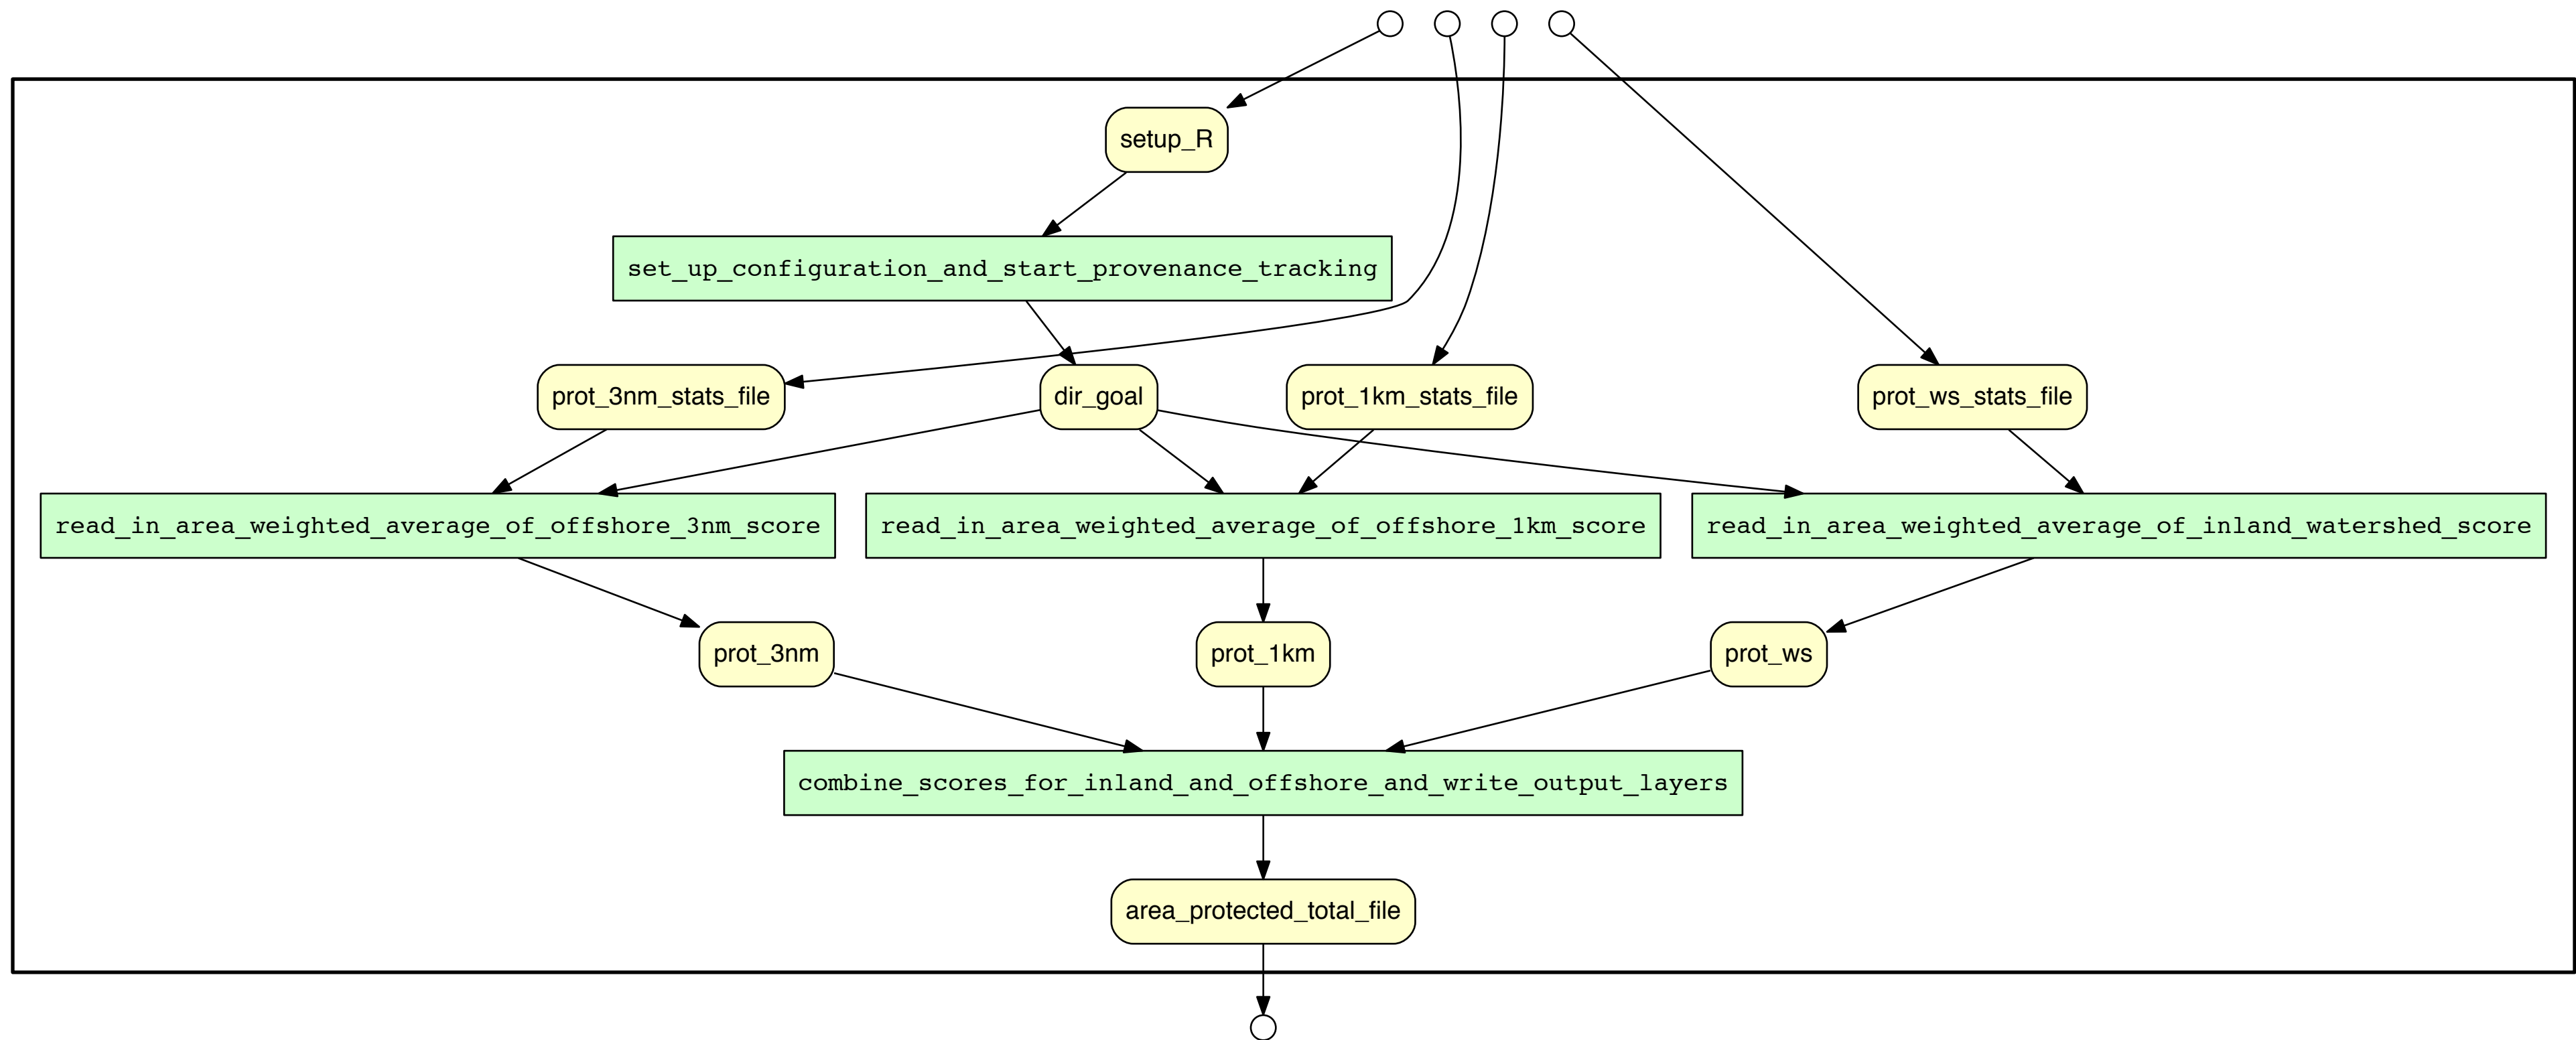 setup_R
set_up_configuration_and_start_provenance_tracking
prot_3nm_stats_file
dir_goal
prot_1km_stats_file
prot_ws_stats_file
read_in_area_weighted_average_of_offshore_3nm_score
read_in_area_weighted_average_of_offshore_1km_score
read_in_area_weighted_average_of_inland_watershed_score
prot_3nm
prot_1km
prot_ws
combine_scores_for_inland_and_offshore_and_write_output_layers
area_protected_total_file